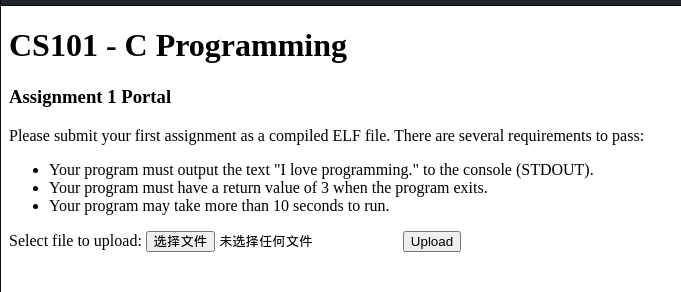 CS101 - C Programming
Assignment 1 Portal
Please submit your first assignment as a compiled ELF file. There are several requirements to pass:
Your program must output the text "I love programming." to the console (STDOUT).
Your program must have a return value of 3 when the program exits.
Your program may take more than 10 seconds to run.
Select file to upload: 选择文件 未选择任何文件 Upload